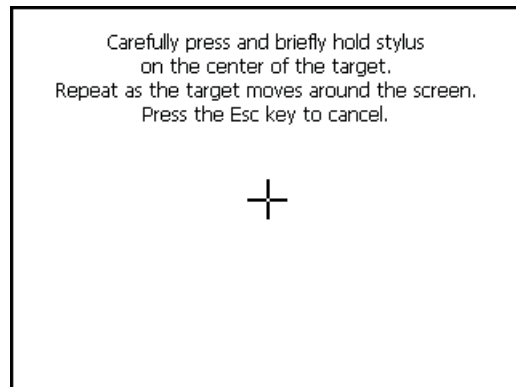 Carefully press and briefly hold stylus
on the center of the target.
Repeat as the target moves around the screen.
Press the Esc key to cancel.